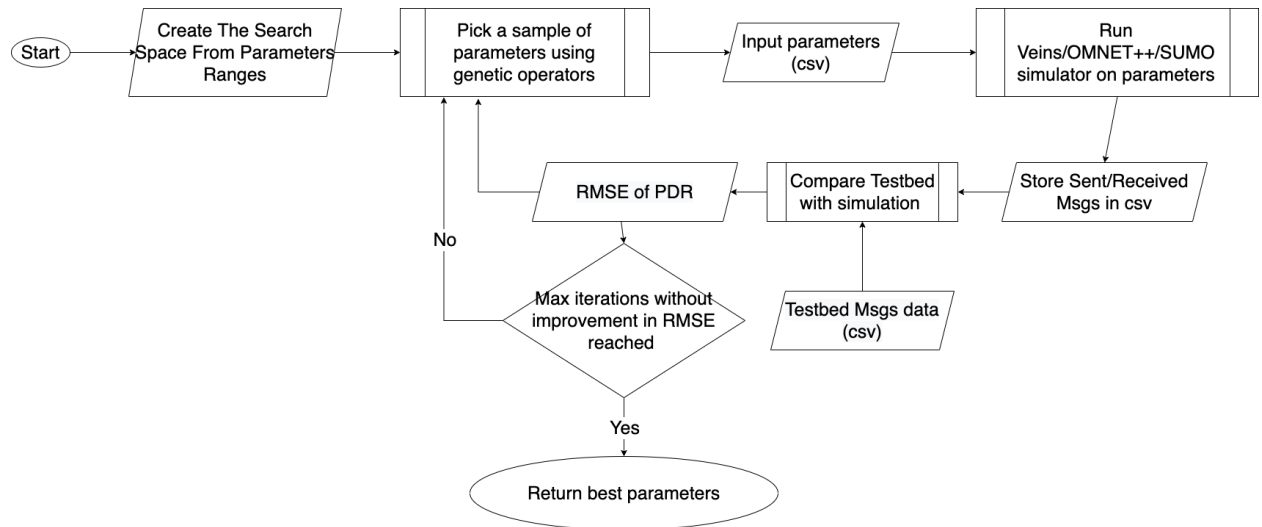 Start
Create The Search
Space From Parameters
Ranges
Pick a sample of
parameters using
genetic operators
Input parameters
(csv)
Run
Veins/OMNET++/SUMO
simulator on parameters
Store Sent/Received
Msgs in csv
Compare Testbed
with simulation
RMSE of PDR
Testbed Msgs data
(csv)
No
Max iterations without
improvement in RMSE
reached
Yes
Return best parameters